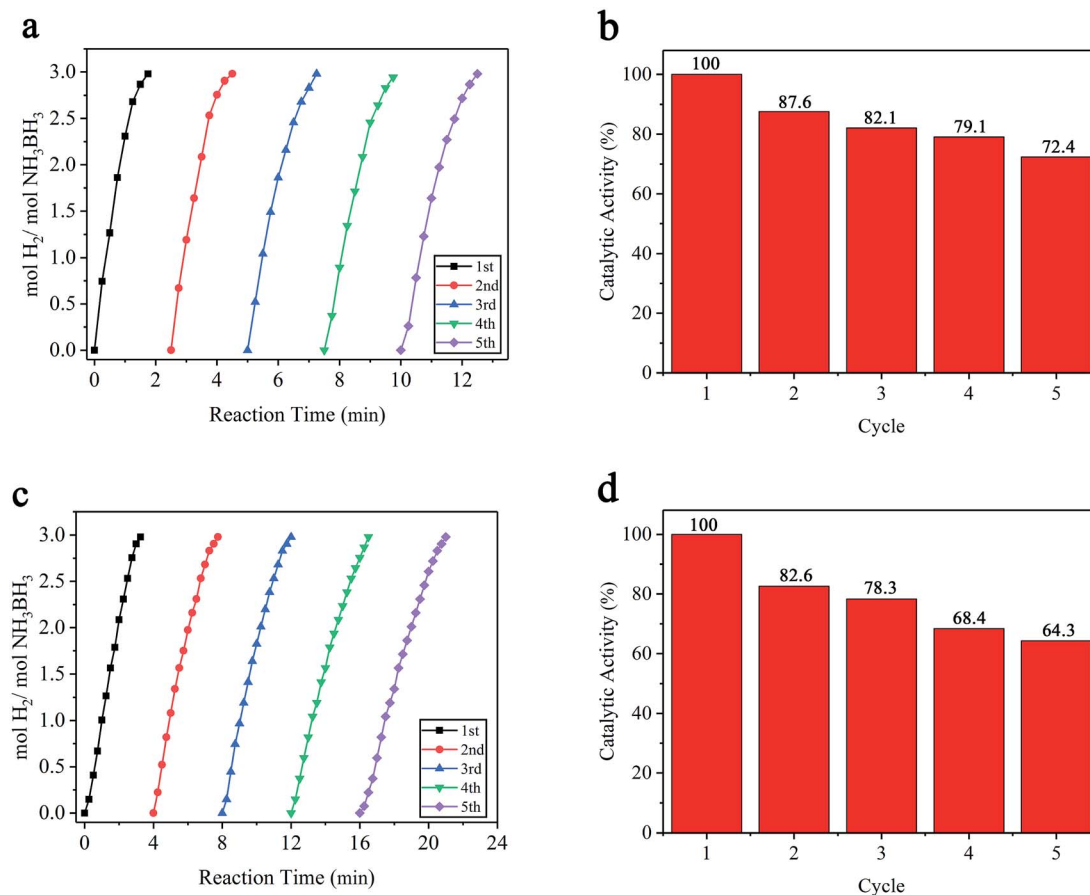 a
mol H₂/ mol NH₃BH₃
3.0
2.5
2.0
1.5
1.0
0.5
0.0
1st
2nd
3rd
4th
5th
0 2 4 6 8 10 12
Reaction Time (min)
b
Catalytic Activity (%)
100
80
60
40
20
0
100
87.6
82.1
79.1
72.4
1 2 3 4 5
Cycle
c
mol H₂/ mol NH₃BH₃
3.0
2.5
2.0
1.5
1.0
0.5
0.0
1st
2nd
3rd
4th
5th
0 4 8 12 16 20 24
Reaction Time (min)
d
Catalytic Activity (%)
100
80
60
40
20
0
100
82.6
78.3
68.4
64.3
1 2 3 4 5
Cycle